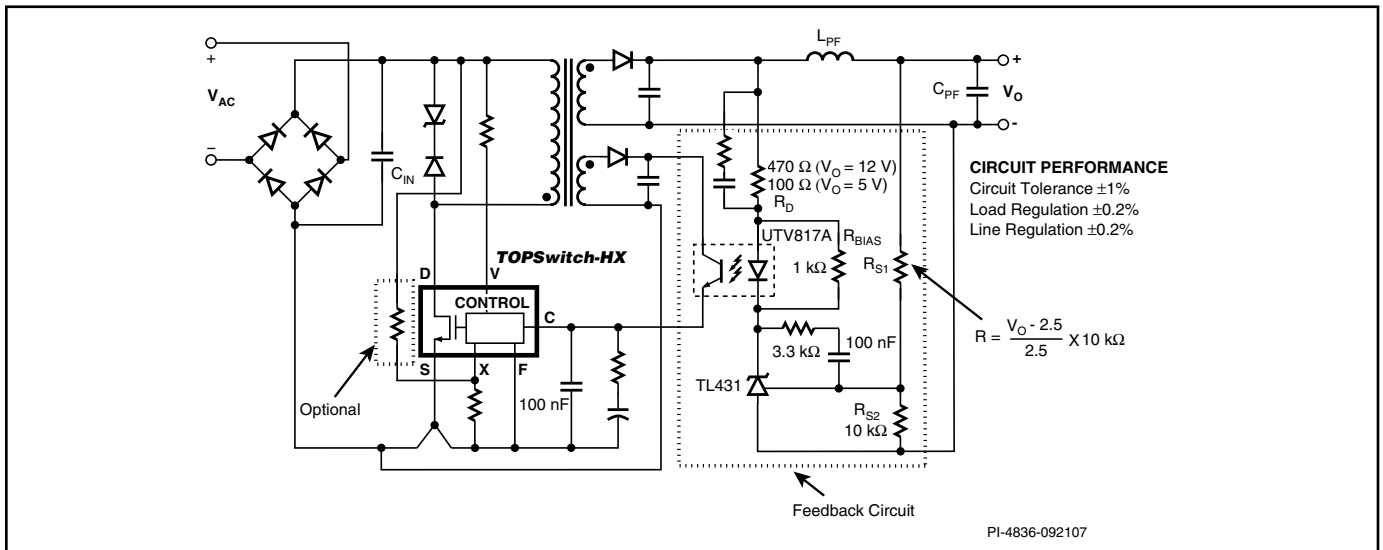 L_PF
+
V_AC
−
C_IN
C_PF
+
V_O
-
470 Ω (V_O = 12 V)
100 Ω (V_O = 5 V)
R_D
CIRCUIT PERFORMANCE
Circuit Tolerance ±1%
Load Regulation ±0.2%
Line Regulation ±0.2%
UTV817A
R_BIAS
1 kΩ
R_S1
TOPSwitch-HX
D
V
CONTROL
C
S
X
F
R = (V_O - 2.5) / 2.5 X 10 kΩ
3.3 kΩ
100 nF
TL431
Optional
100 nF
R_S2
10 kΩ
Feedback Circuit
PI-4836-092107